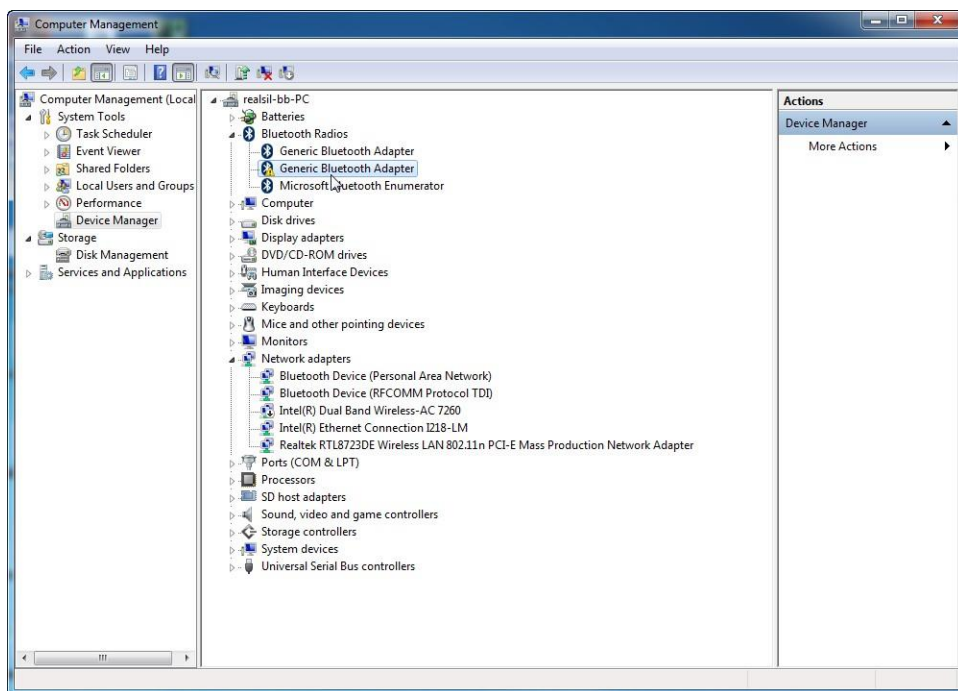 Computer Management
File Action View Help
Computer Management (Local
System Tools
Task Scheduler
Event Viewer
Shared Folders
Local Users and Groups
Performance
Device Manager
Storage
Disk Management
Services and Applications
realsil-bb-PC
Batteries
Bluetooth Radios
Generic Bluetooth Adapter
Generic Bluetooth Adapter
Microsoft Bluetooth Enumerator
Computer
Disk drives
Display adapters
DVD/CD-ROM drives
Human Interface Devices
Imaging devices
Keyboards
Mice and other pointing devices
Monitors
Network adapters
Bluetooth Device (Personal Area Network)
Bluetooth Device (RFCOMM Protocol TDI)
Intel(R) Dual Band Wireless-AC 7260
Intel(R) Ethernet Connection I218-LM
Realtek RTL8723DE Wireless LAN 802.11n PCI-E Mass Production Network Adapter
Ports (COM & LPT)
Processors
SD host adapters
Sound, video and game controllers
Storage controllers
System devices
Universal Serial Bus controllers
Actions
Device Manager
More Actions